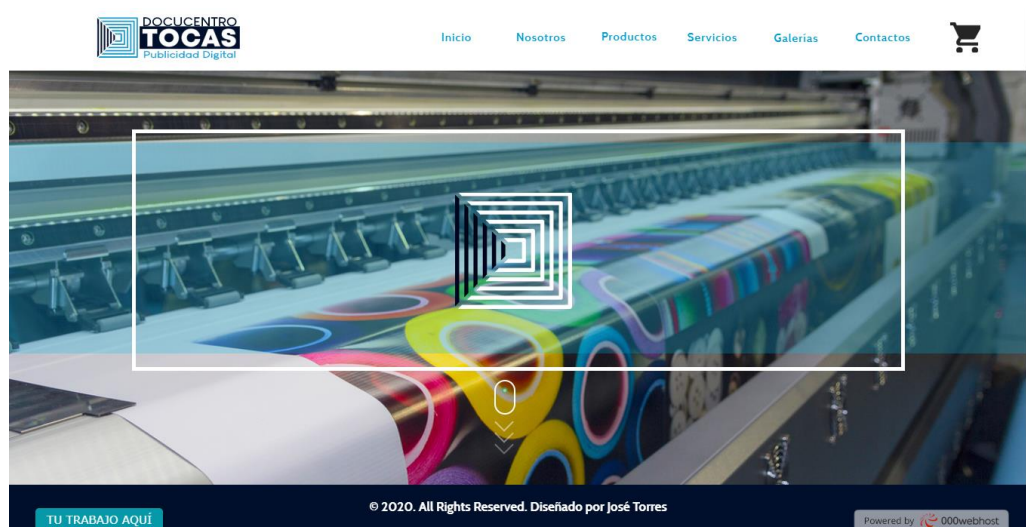 DOCUCENTRO
TOCAS
Publicidad Digital
Inicio
Nosotros
Productos
Servicios
Galerias
Contactos
© 2020. All Rights Reserved. Diseñado por José Torres
TU TRABAJO AQUÍ
Powered by 000webhost